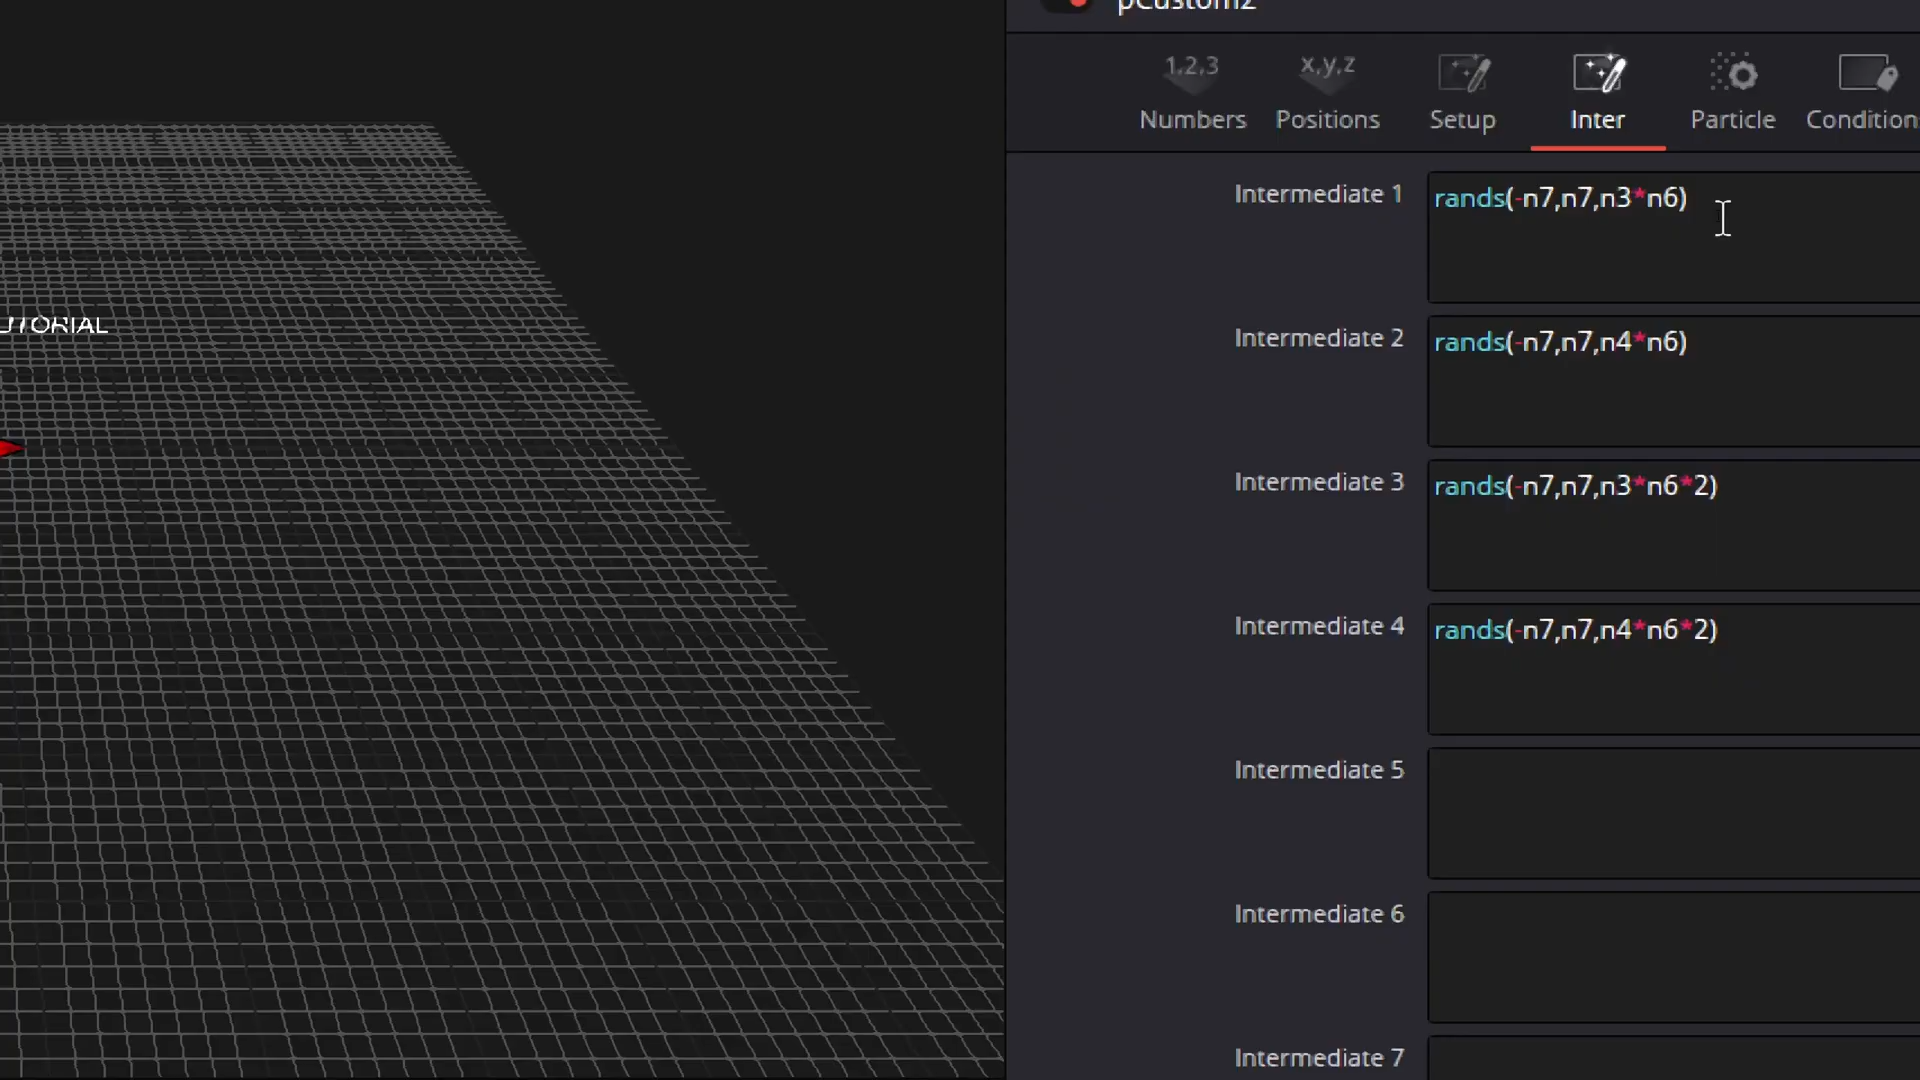 pCustom2
1,2,3
x,y,z
Numbers
Positions
Setup
Inter
Particle
Condition
Intermediate 1
rands(-n7,n7,n3*n6)
Intermediate 2
rands(-n7,n7,n4*n6)
UTORIAL
Intermediate 3
rands(-n7,n7,n3*n6*2)
Intermediate 4
rands(-n7,n7,n4*n6*2)
Intermediate 5
Intermediate 6
Intermediate 7